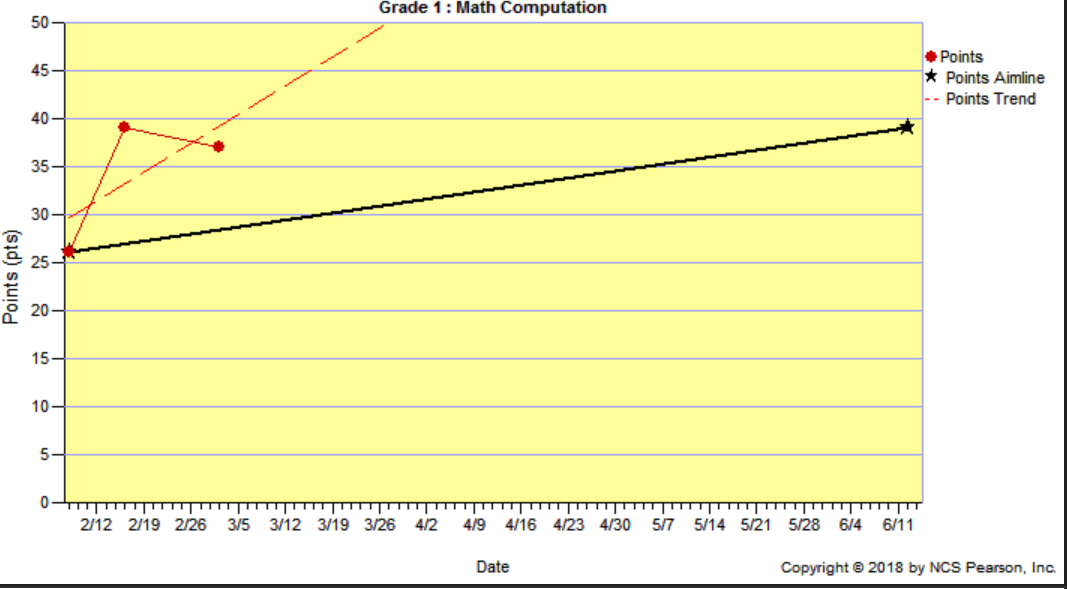 Grade 1 : Math Computation
50
45
40
35
30
25
20
15
10
5
0
Points (pts)
Points
Points Aimline
Points Trend
2/12 2/19 2/26 3/5 3/12 3/19 3/26 4/2 4/9 4/16 4/23 4/30 5/7 5/14 5/21 5/28 6/4 6/11
Date
Copyright © 2018 by NCS Pearson, Inc.